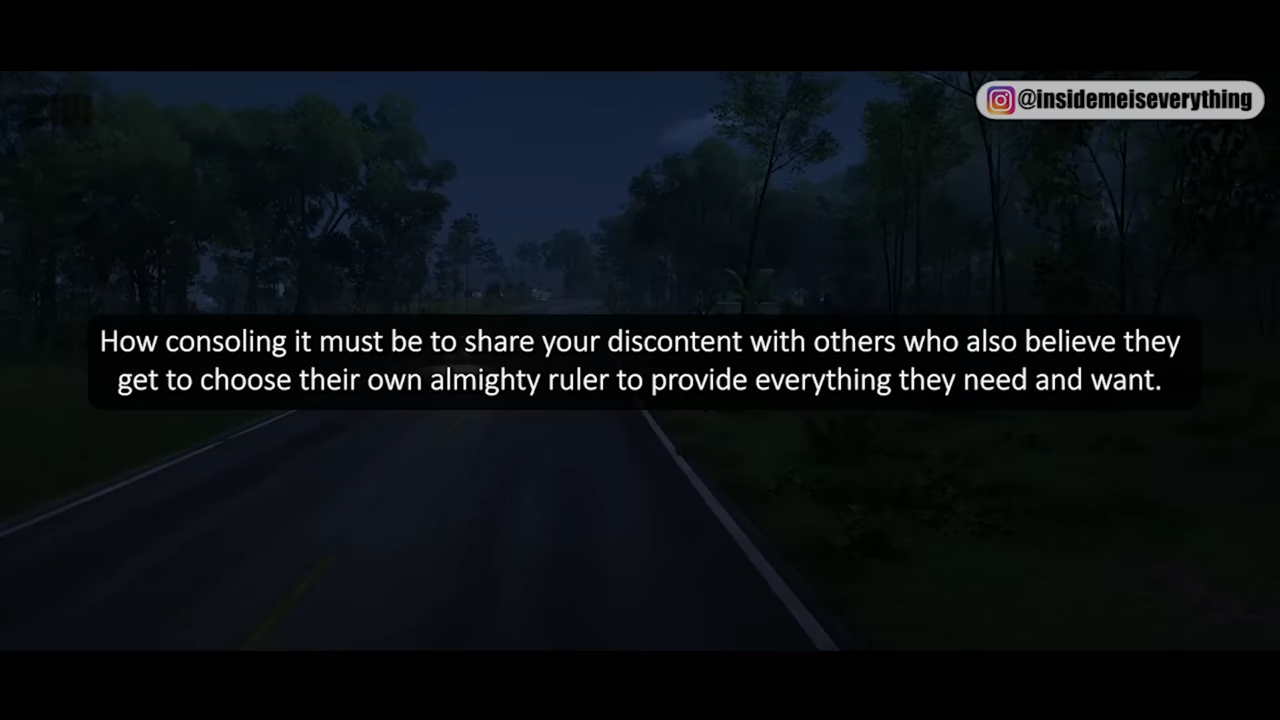 @insidemeiseverything
How consoling it must be to share your discontent with others who also believe they
get to choose their own almighty ruler to provide everything they need and want.